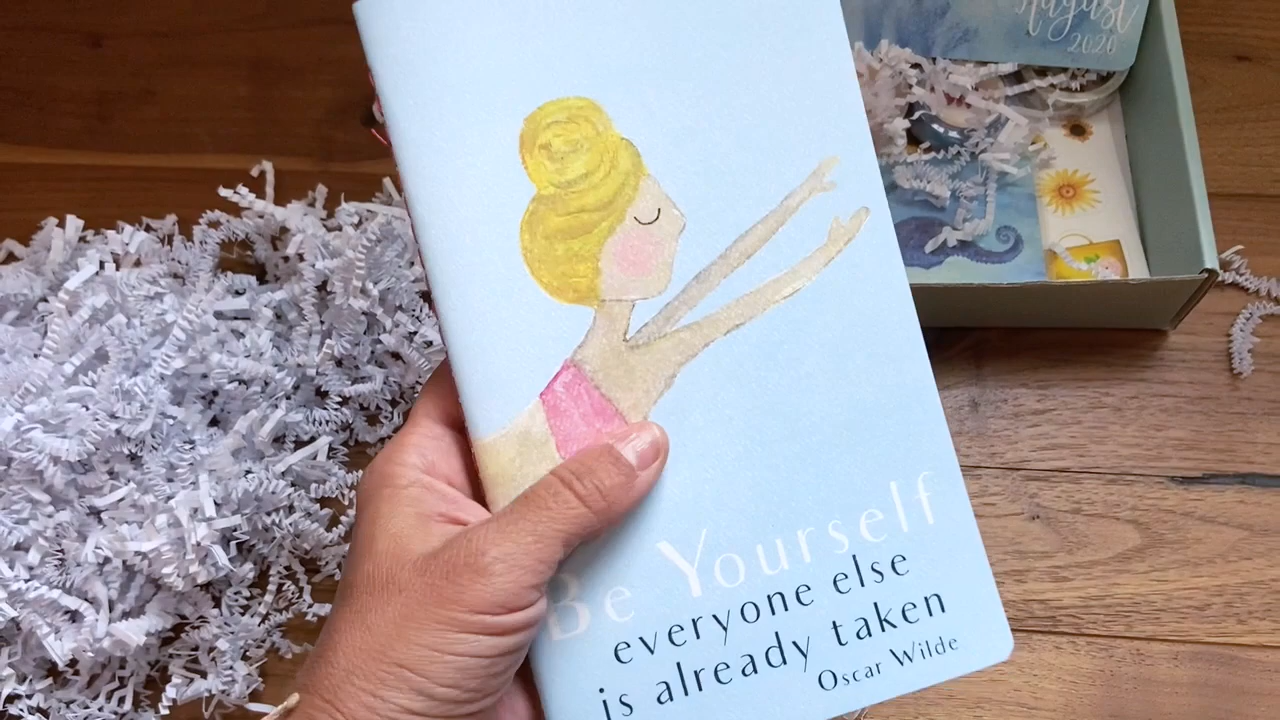 August
2020
Be Yourself
everyone else
is already taken
Oscar Wilde